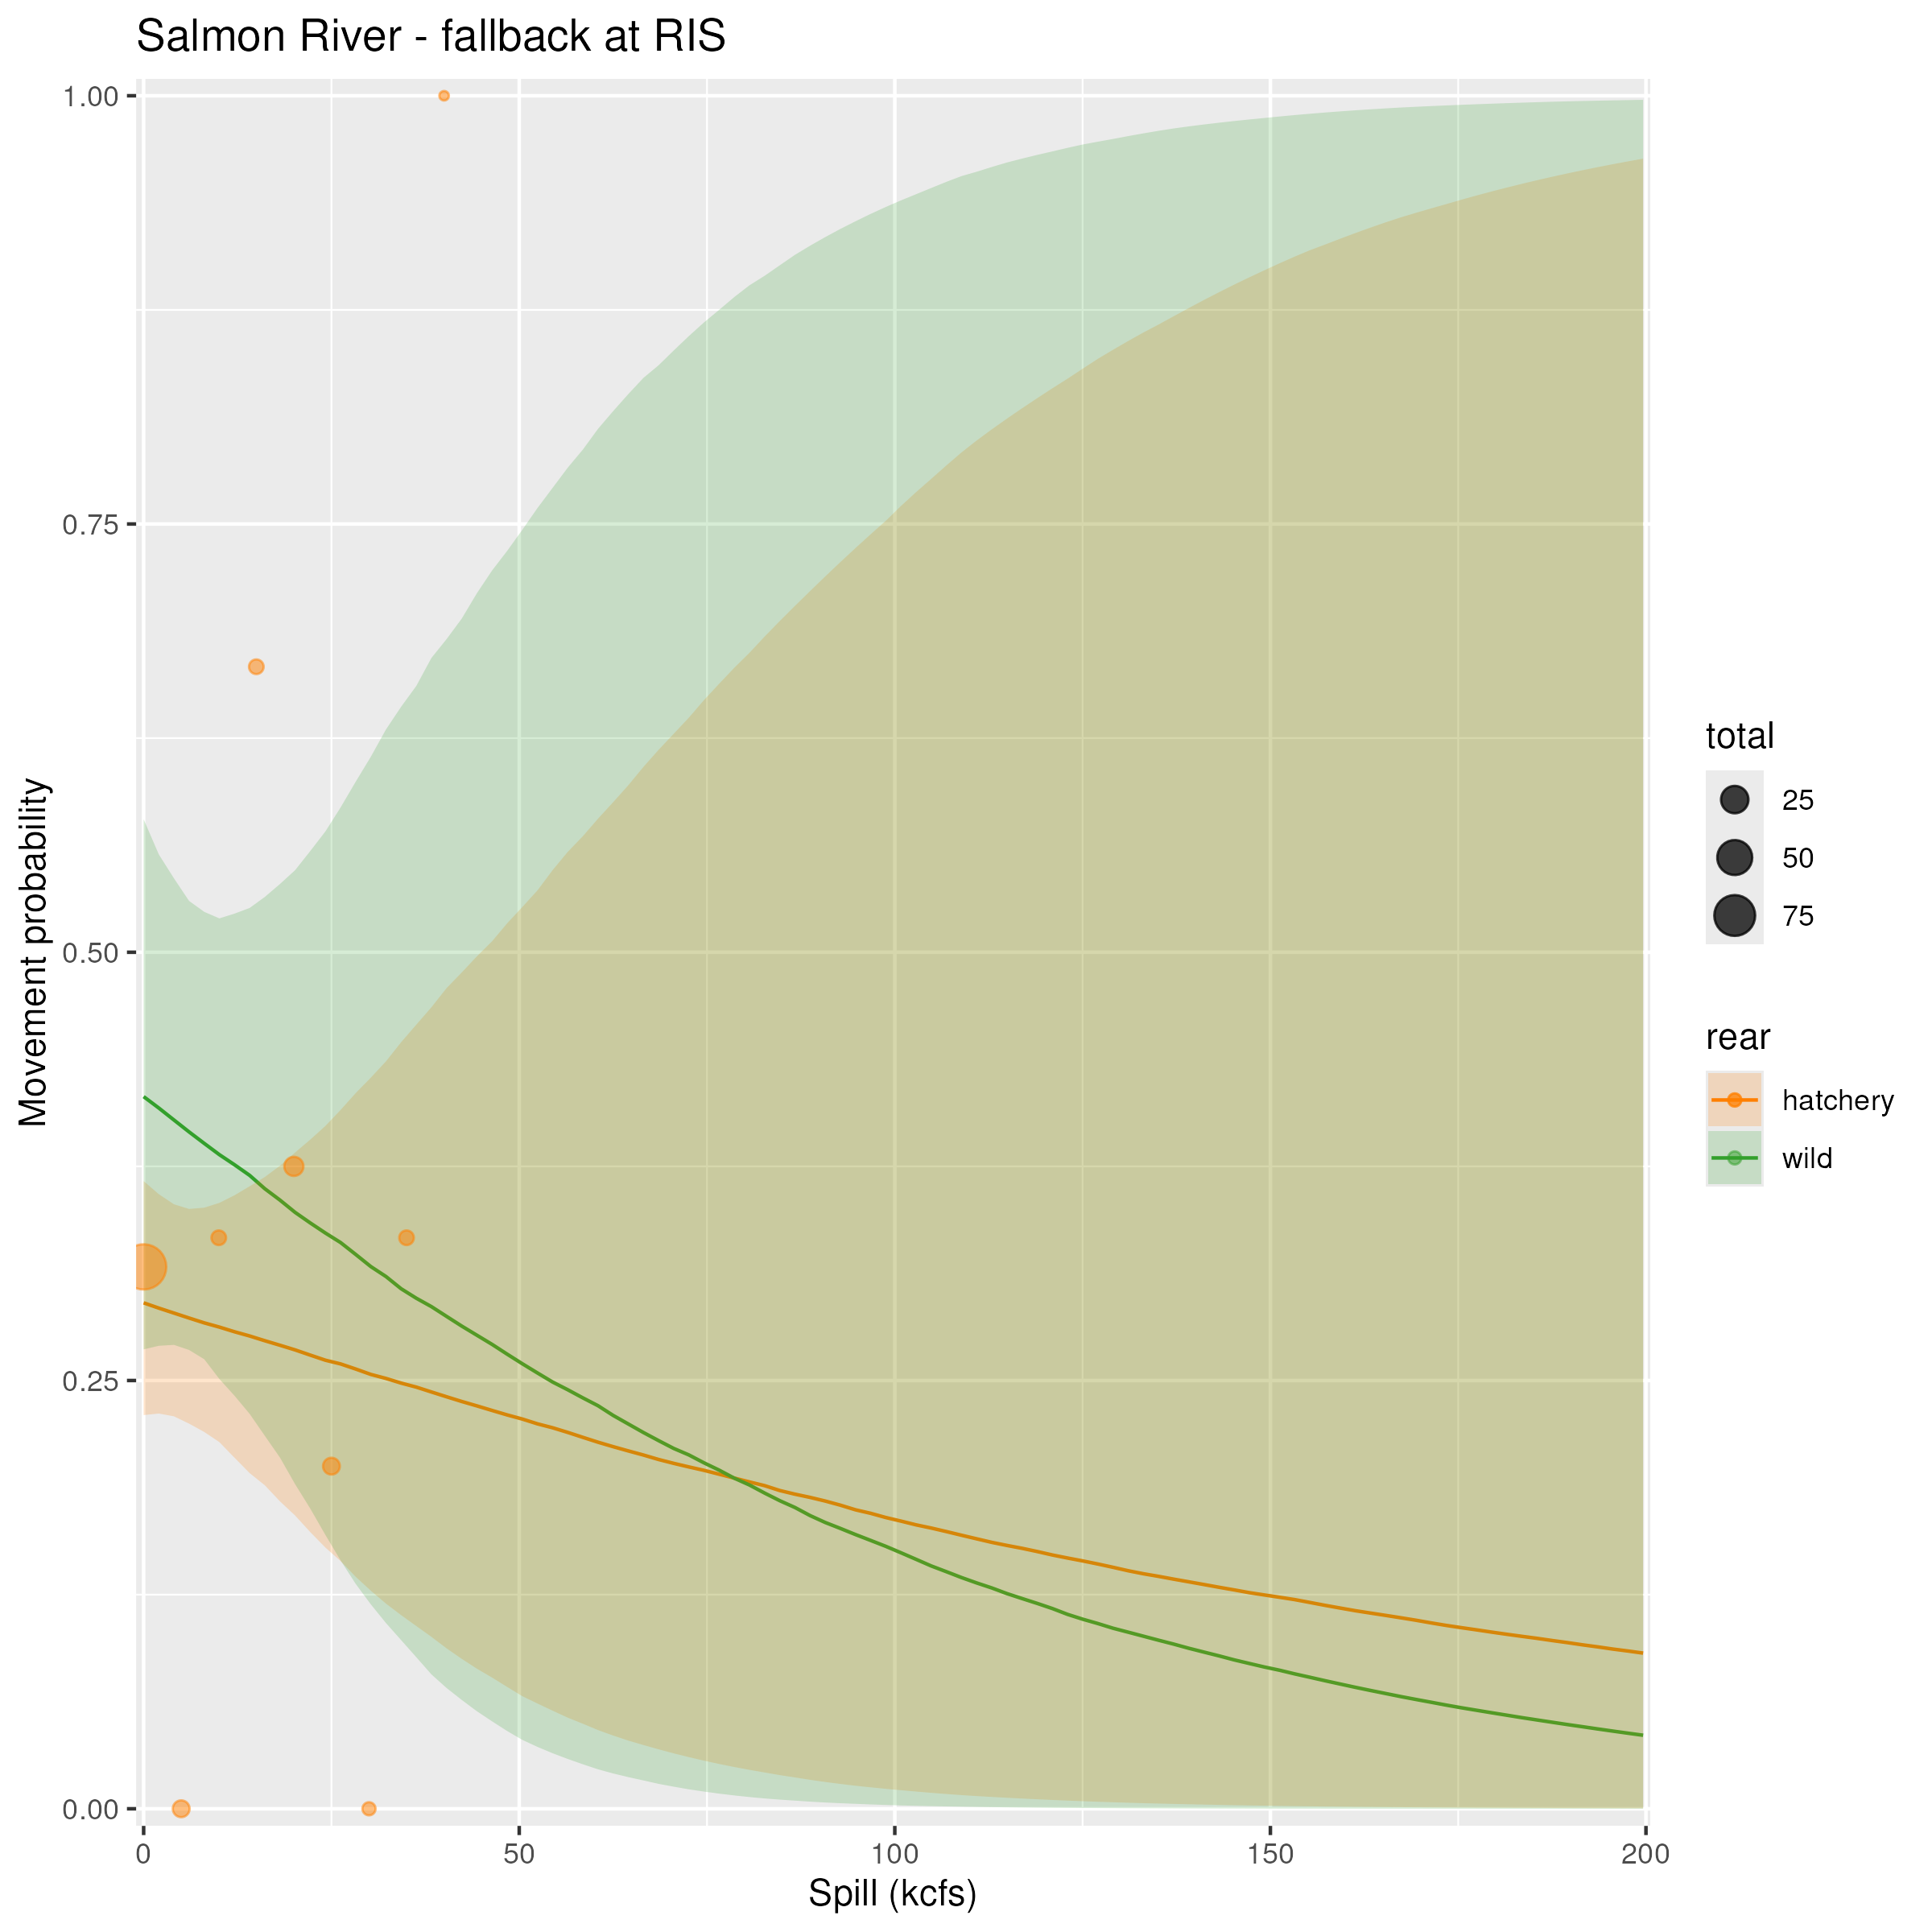 Salmon River - fallback at RIS
Movement probability
1.00
0.75
0.50
0.25
0.00
0
50
100
150
200
Spill (kcfs)
total
25
50
75
rear
hatchery
wild